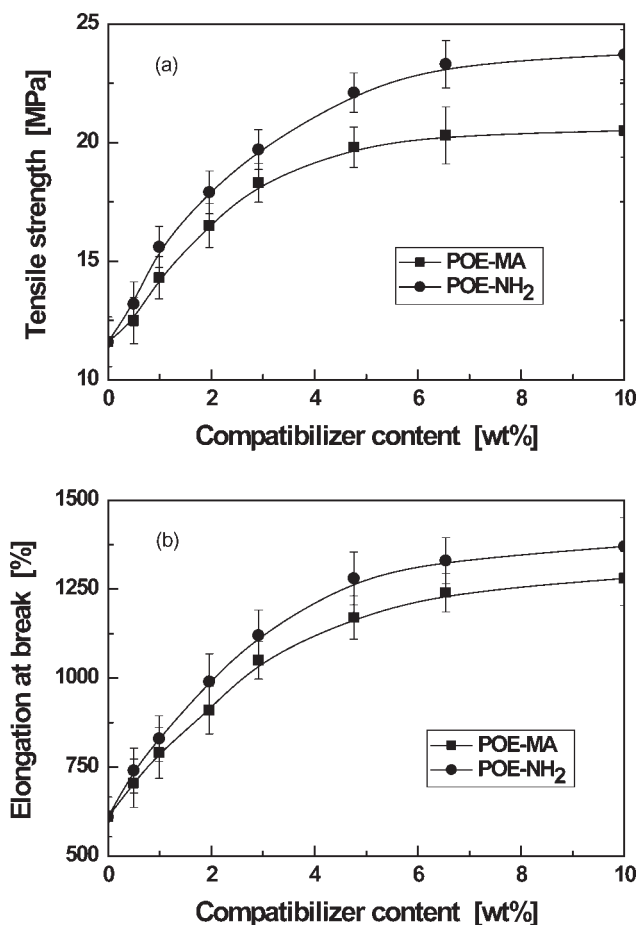 (a)
Tensile strength [MPa]
25
20
15
10
POE-MA
POE-NH₂
0 2 4 6 8 10
Compatibilizer content [wt%]
(b)
Elongation at break [%]
1500
1250
1000
750
500
POE-MA
POE-NH₂
0 2 4 6 8 10
Compatibilizer content [wt%]